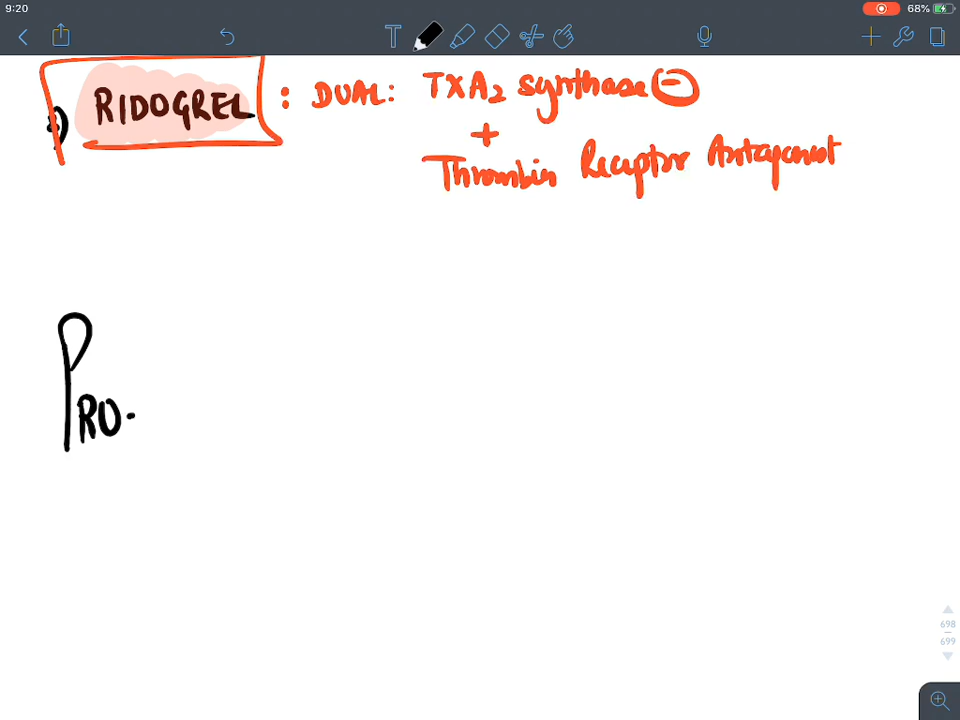 9:20 68%
T
RIDOGREL : DUAL: TXA2 synthase (-)
+
Thrombin Receptor Antagonist
PRO.
698
699